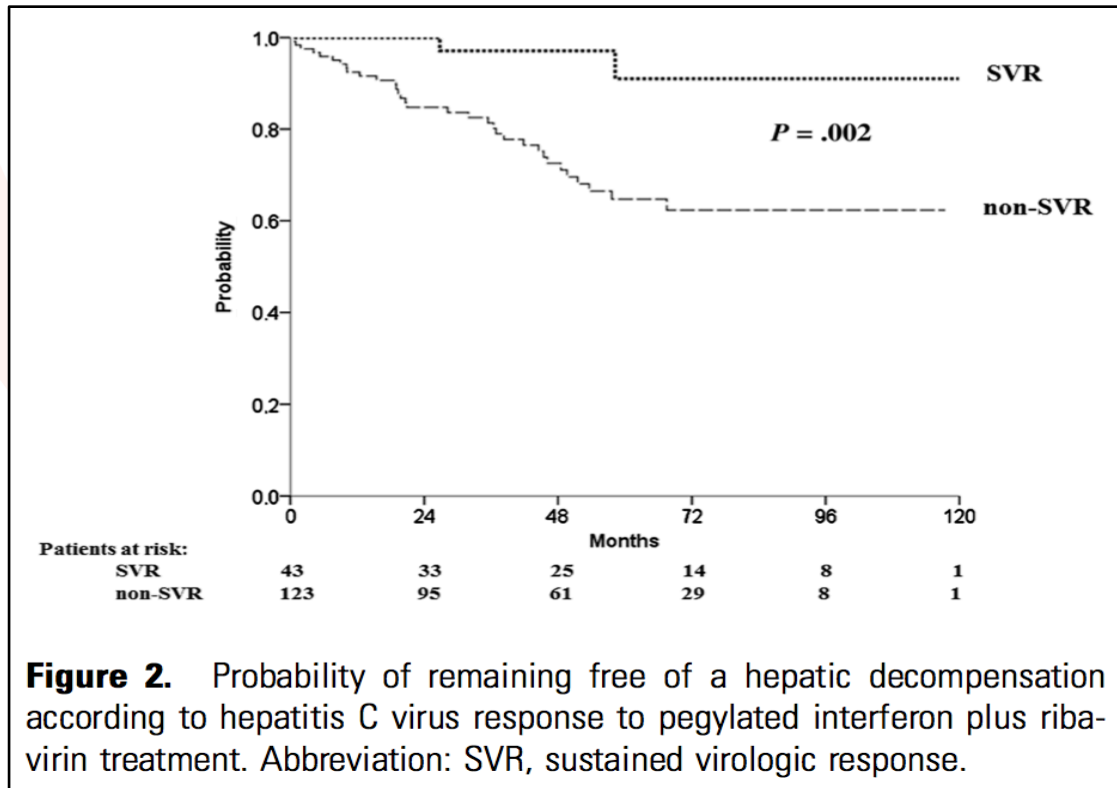 1.0
SVR
0.8
P = .002
0.6
non-SVR
Probability
0.4
0.2
0.0
0 24 48 72 96 120
Months
Patients at risk:
SVR 43 33 25 14 8 1
non-SVR 123 95 61 29 8 1
Figure 2. Probability of remaining free of a hepatic decompensation
according to hepatitis C virus response to pegylated interferon plus riba-
virin treatment. Abbreviation: SVR, sustained virologic response.